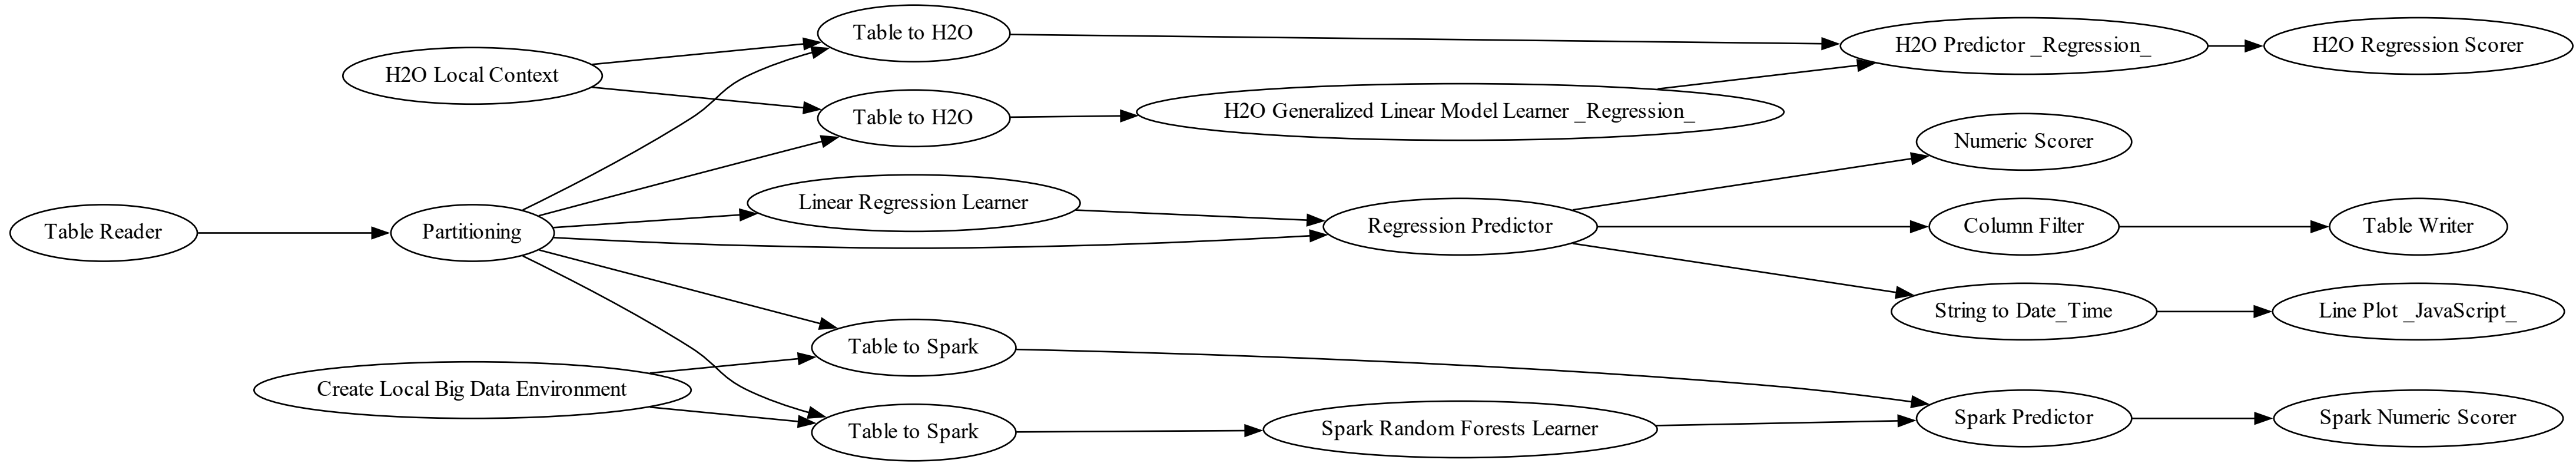 Table to H2O
H2O Predictor _Regression_
H2O Regression Scorer
H2O Local Context
Table to H2O
H2O Generalized Linear Model Learner _Regression_
Numeric Scorer
Linear Regression Learner
Table Reader
Partitioning
Regression Predictor
Column Filter
Table Writer
String to Date_Time
Line Plot _JavaScript_
Table to Spark
Create Local Big Data Environment
Spark Predictor
Spark Numeric Scorer
Table to Spark
Spark Random Forests Learner